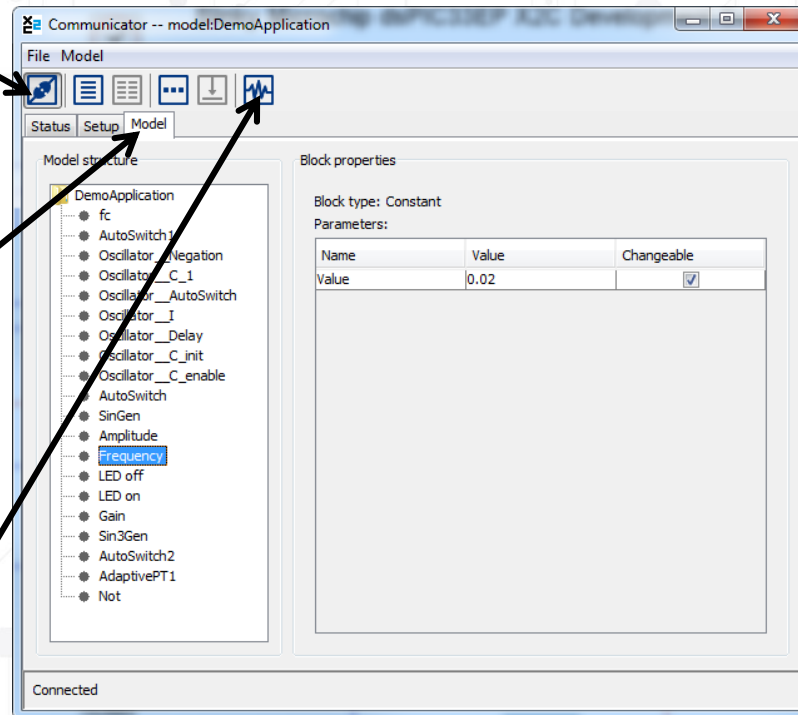 Communicator -- model:DemoApplication
File Model
Status Setup Model
Model structure
DemoApplication
fc
AutoSwitch1
Oscillator__Negation
Oscillator__C_1
Oscillator__AutoSwitch
Oscillator__I
Oscillator__Delay
Oscillator__C_init
Oscillator__C_enable
AutoSwitch
SinGen
Amplitude
Frequency
LED off
LED on
Gain
Sin3Gen
AutoSwitch2
AdaptivePT1
Not
Block properties
Block type: Constant
Parameters:
Name Value Changeable
Value 0.02
Connected